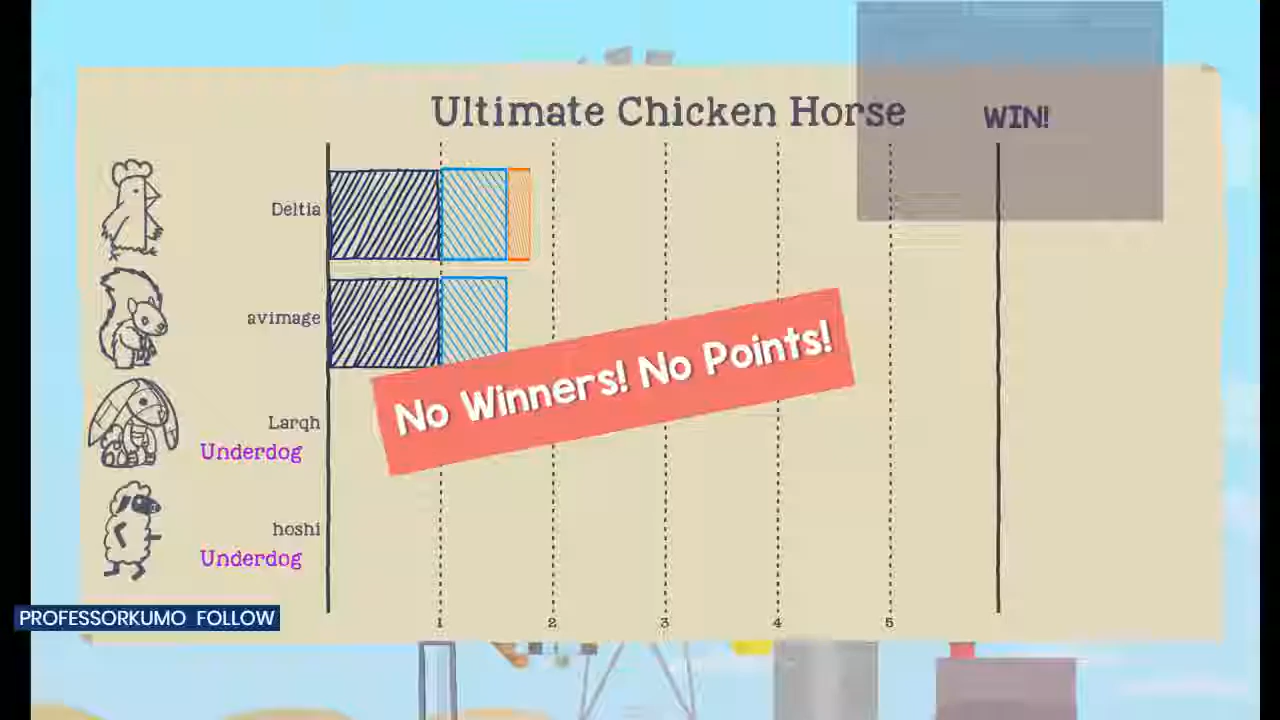 Ultimate Chicken Horse
WIN!
Deltia
avimage
No Winners! No Points!
Larqh
Underdog
hoshi
Underdog
PROFESSORKUMO FOLLOW
1 2 3 4 5